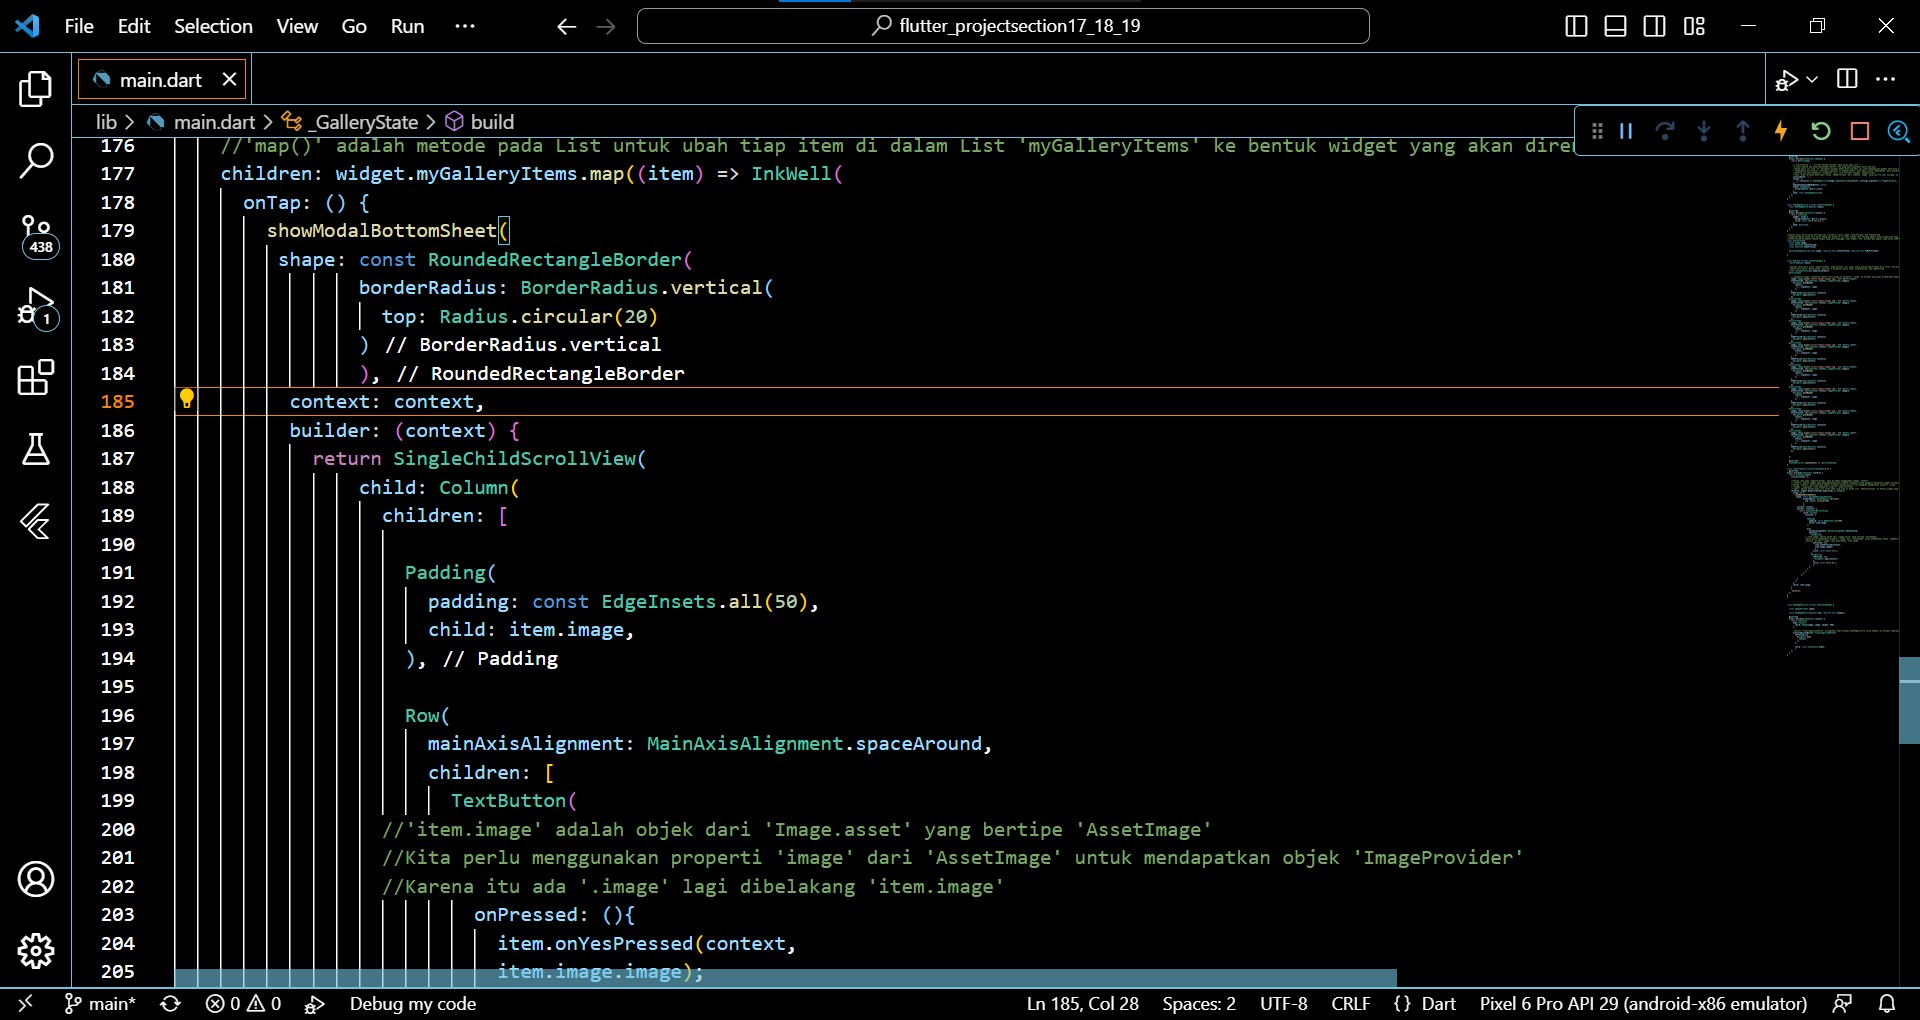 File Edit Selection View Go Run ···
flutter_projectsection17_18_19
main.dart
lib > main.dart > _GalleryState > build
176 //'map()' adalah metode pada List untuk ubah tiap item di dalam List 'myGalleryItems' ke bentuk widget yang akan
177 children: widget.myGalleryItems.map((item) => InkWell(
178 onTap: () {
179 showModalBottomSheet(
180 shape: const RoundedRectangleBorder(
181 borderRadius: BorderRadius.vertical(
182 top: Radius.circular(20)
183 ) // BorderRadius.vertical
184 ), // RoundedRectangleBorder
185 context: context,
186 builder: (context) {
187 return SingleChildScrollView(
188 child: Column(
189 children: [
190
191 Padding(
192 padding: const EdgeInsets.all(50),
193 child: item.image,
194 ), // Padding
195
196 Row(
197 mainAxisAlignment: MainAxisAlignment.spaceAround,
198 children: [
199 TextButton(
200 //'item.image' adalah objek dari 'Image.asset' yang bertipe 'AssetImage'
201 //Kita perlu menggunakan properti 'image' dari 'AssetImage' untuk mendapatkan objek 'ImageProvider'
202 //Karena itu ada '.image' lagi dibelakang 'item.image'
203 onPressed: (){
204 item.onYesPressed(context,
205 item.image.image);
438
1
main* 0 0 Debug my code Ln 185, Col 28 Spaces: 2 UTF-8 CRLF {} Dart Pixel 6 Pro API 29 (android-x86 emulator)